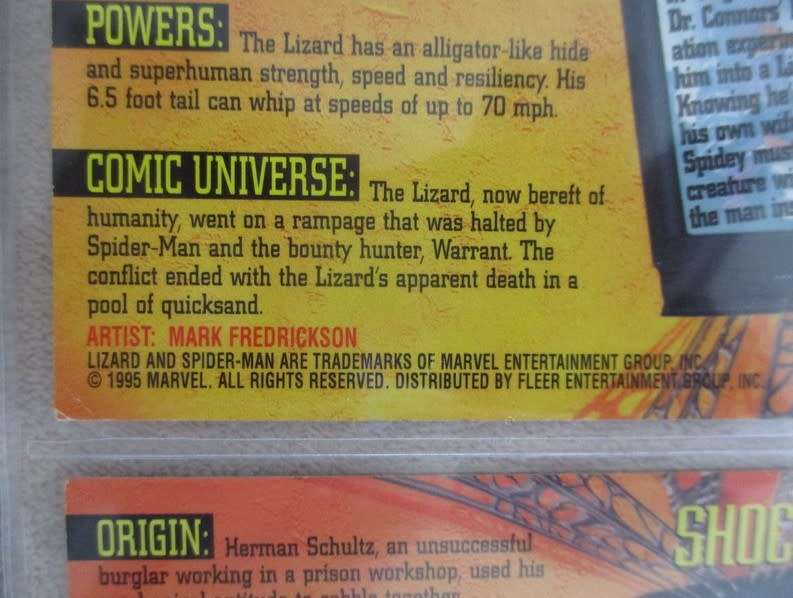 POWERS: The Lizard has an alligator-like hide
and superhuman strength, speed and resiliency. His
6.5 foot tail can whip at speeds of up to 70 mph.
COMIC UNIVERSE: The Lizard, now bereft of
humanity, went on a rampage that was halted by
Spider-Man and the bounty hunter, Warrant. The
conflict ended with the Lizard's apparent death in a
pool of quicksand.
ARTIST: MARK FREDRICKSON
LIZARD AND SPIDER-MAN ARE TRADEMARKS OF MARVEL ENTERTAINMENT GROUP, INC.
© 1995 MARVEL. ALL RIGHTS RESERVED. DISTRIBUTED BY FLEER ENTERTAINMENT GROUP, INC.
Dr. Connors'
ation experim
him into a Li
Knowing he
his own wi
Spidey mus
creature w
the man in
ORIGIN: Herman Schultz, an unsuccessful
burglar working in a prison workshop, used his
SHOC